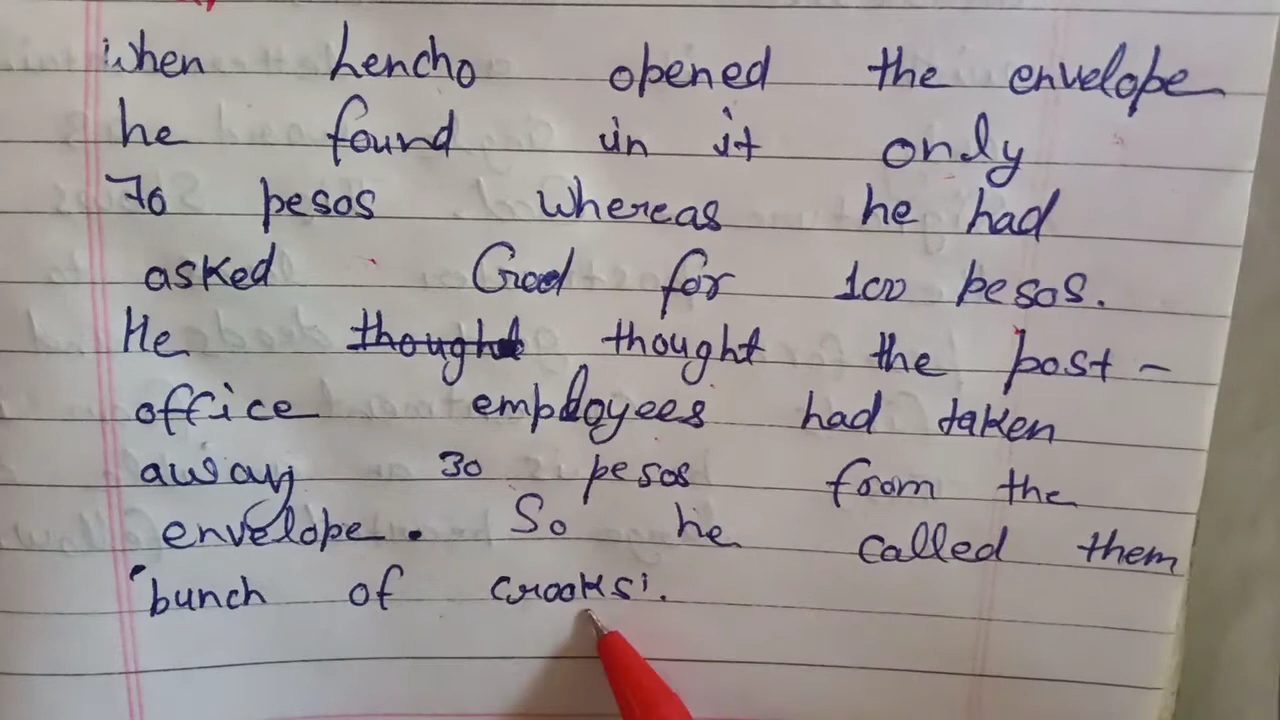 When Lencho opened the envelope
he found in it only
70 pesos whereas he had
asked God for 100 pesos.
He thought thought the post-
office employees had taken
away 30 pesos from the
envelope. So he called them
'bunch of crooks'.